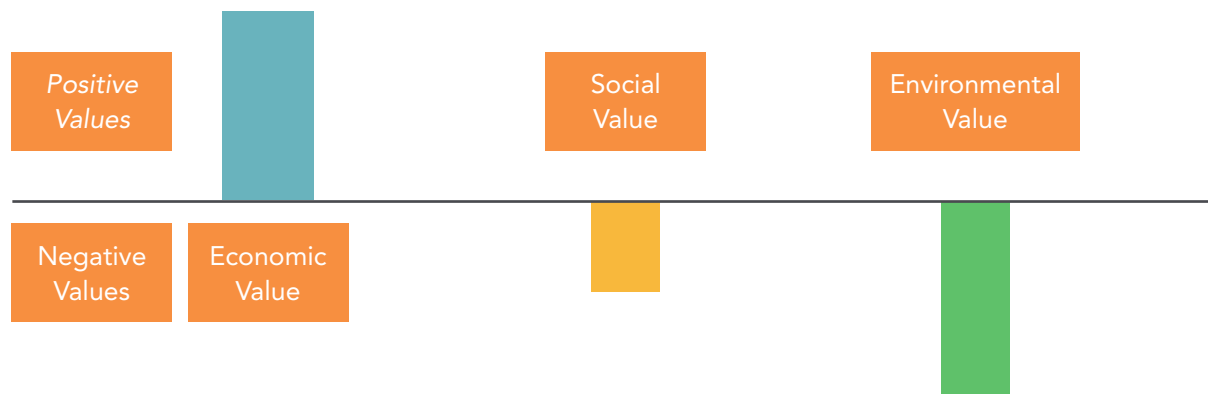 Positive
Values
Social
Value
Environmental
Value
Negative
Values
Economic
Value